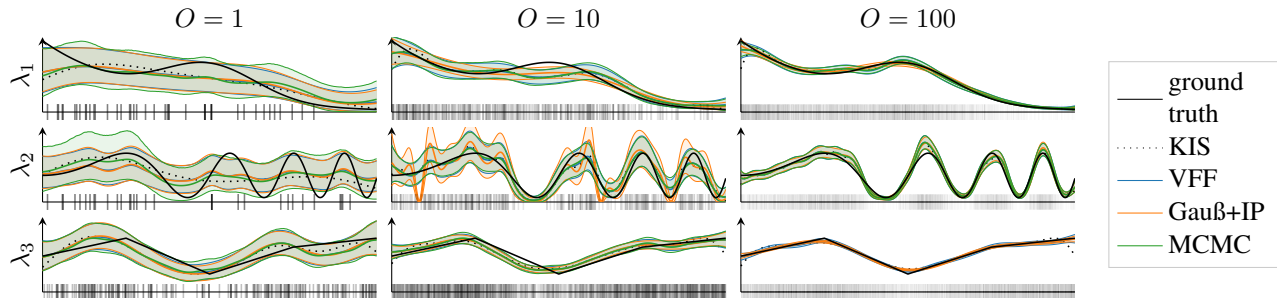 O = 1
O = 10
O = 100
λ₁
λ₂
λ₃
ground
truth
KIS
VFF
Gauß+IP
MCMC